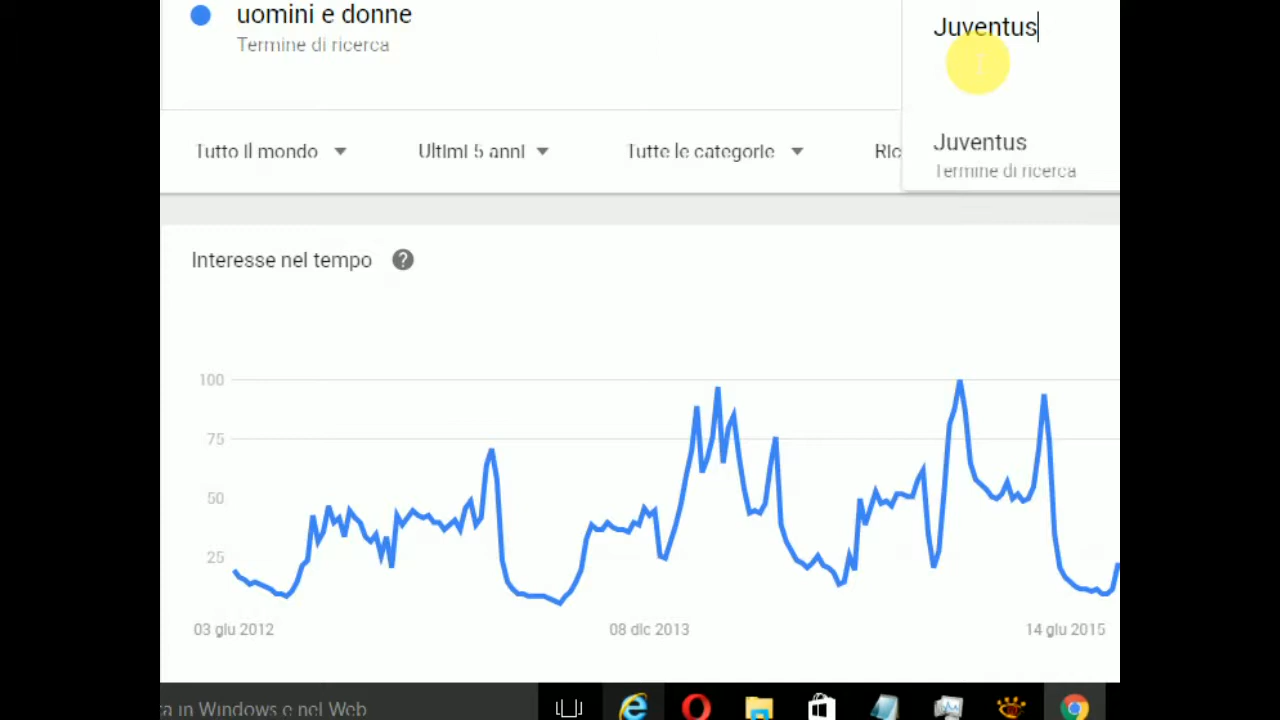 uomini e donne
Termine di ricerca
Juventus
Juventus
Termine di ricerca
Tutto il mondo
Ultimi 5 anni
Tutte le categorie
Ric
Interesse nel tempo
?
100
75
50
25
03 giu 2012
08 dic 2013
14 giu 2015
a in Windows e nel Web